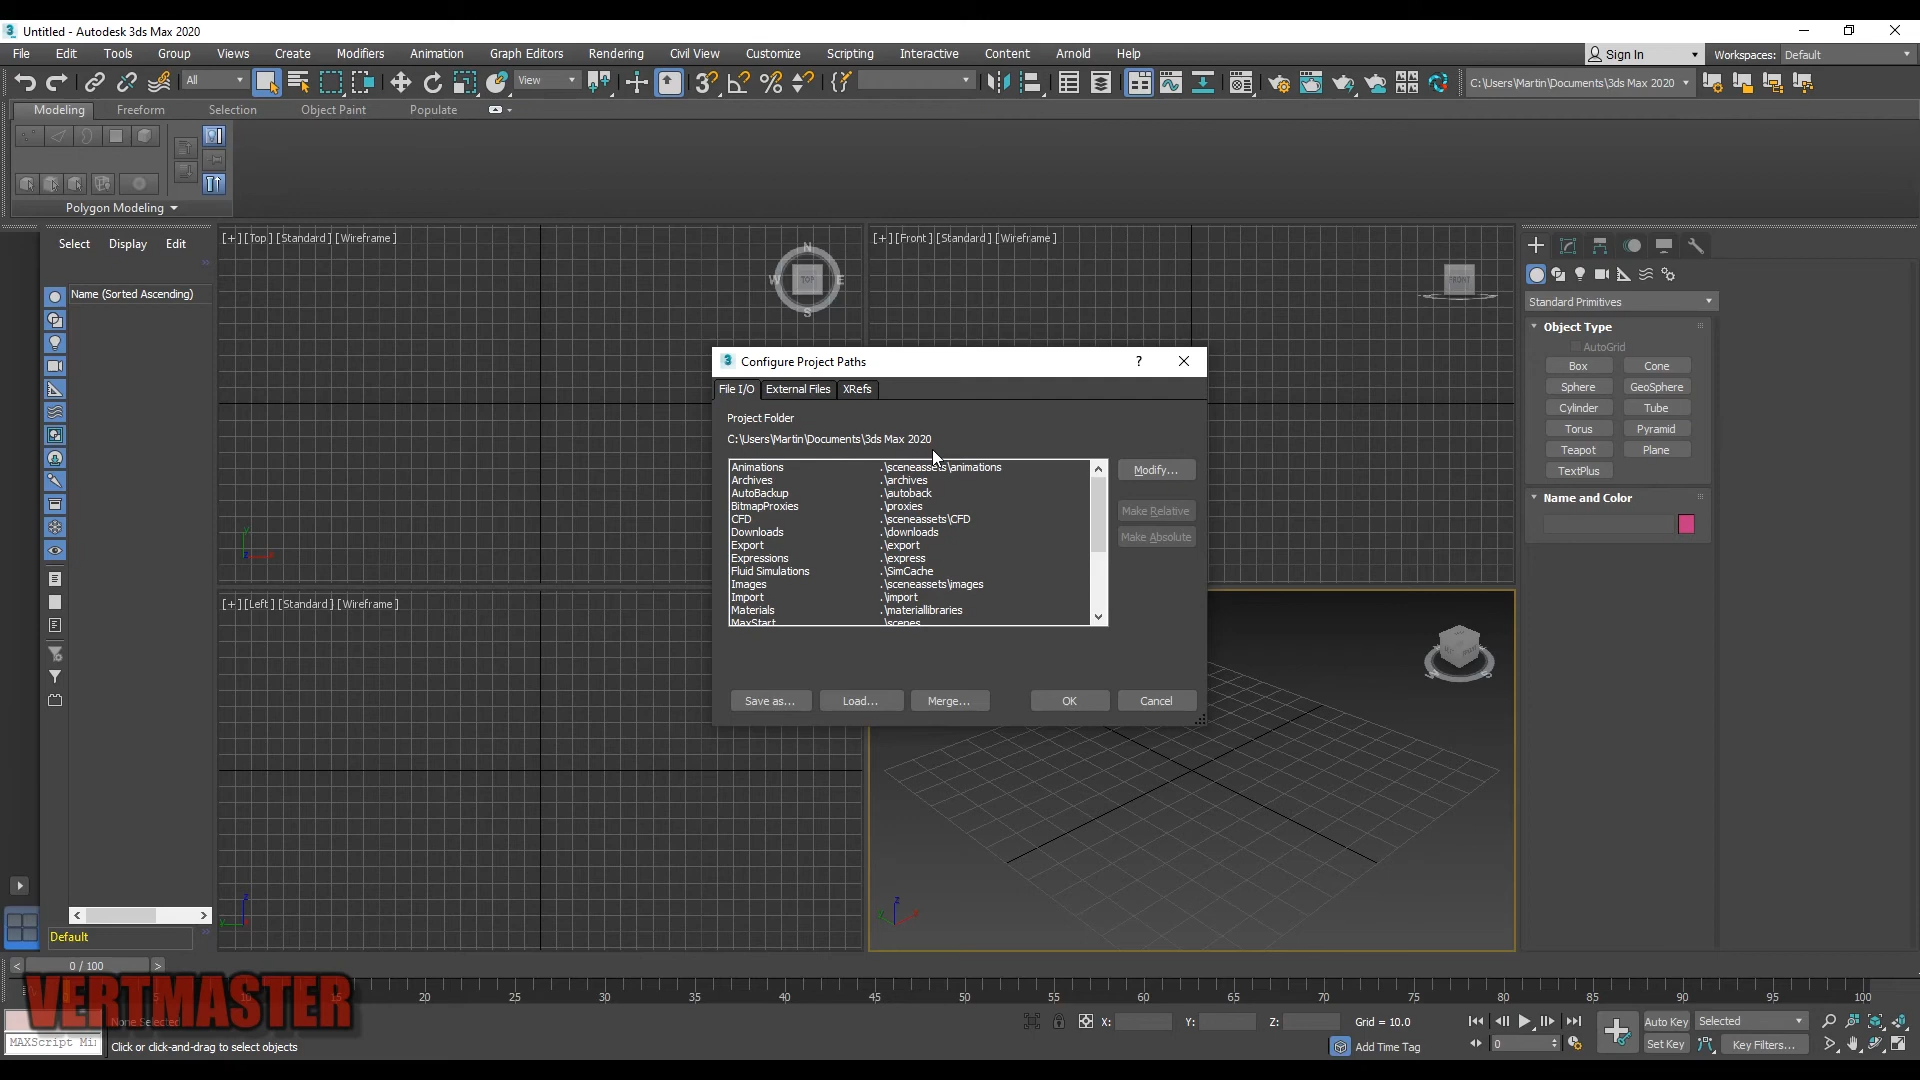 Untitled - Autodesk 3ds Max 2020
File Edit Tools Group Views Create Modifiers Animation Graph Editors Rendering Civil View Customize Scripting Interactive Content Arnold Help
Sign In Workspaces: Default
All View C:\Users\Martin\Documents\3ds Max 2020
Modeling Freeform Selection Object Paint Populate
Polygon Modeling
Select Display Edit
Name (Sorted Ascending)
[+] [Top] [Standard] [Wireframe]
N
W TOP E
S
[+] [Front] [Standard] [Wireframe]
FRONT
Standard Primitives
Object Type
AutoGrid
Box Cone
Sphere GeoSphere
Cylinder Tube
Torus Pyramid
Teapot Plane
TextPlus
Name and Color
Configure Project Paths ?
File I/O External Files XRefs
Project Folder
C:\Users\Martin\Documents\3ds Max 2020
Animations .\sceneassets\animations
Archives .\archives
AutoBackup .\autoback
BitmapProxies .\proxies
CFD .\sceneassets\CFD
Downloads .\downloads
Export .\export
Expressions .\express
Fluid Simulations .\SimCache
Images .\sceneassets\images
Import .\import
Materials .\materiallibraries
MaxStart .\scenes
Modify...
Make Relative
Make Absolute
Save as... Load... Merge... OK Cancel
[+] [Left] [Standard] [Wireframe]
Default
0 / 100
VERTMASTER
10 15 20 25 30 35 40 45 50 55 60 65 70 75 80 85 90 95 100
None Selected
X: Y: Z: Grid = 10.0
Auto Key Selected
MAXScript Mi
Click or click-and-drag to select objects
Add Time Tag
0
Set Key Key Filters...